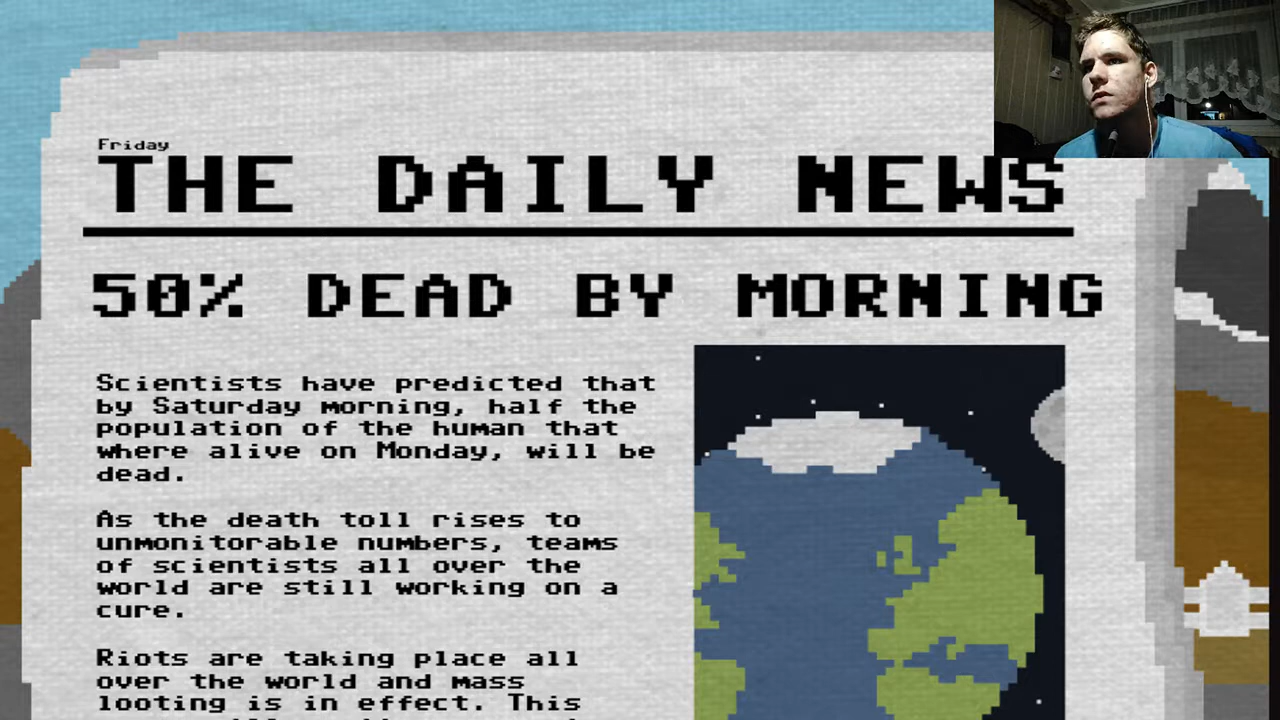 Friday
THE DAILY NEWS
50% DEAD BY MORNING
Scientists have predicted that
by Saturday morning, half the
population of the human that
where alive on Monday, will be
dead.
As the death toll rises to
unmonitorable numbers, teams
of scientists all over the
world are still working on a
cure.
Riots are taking place all
over the world and mass
looting is in effect. This